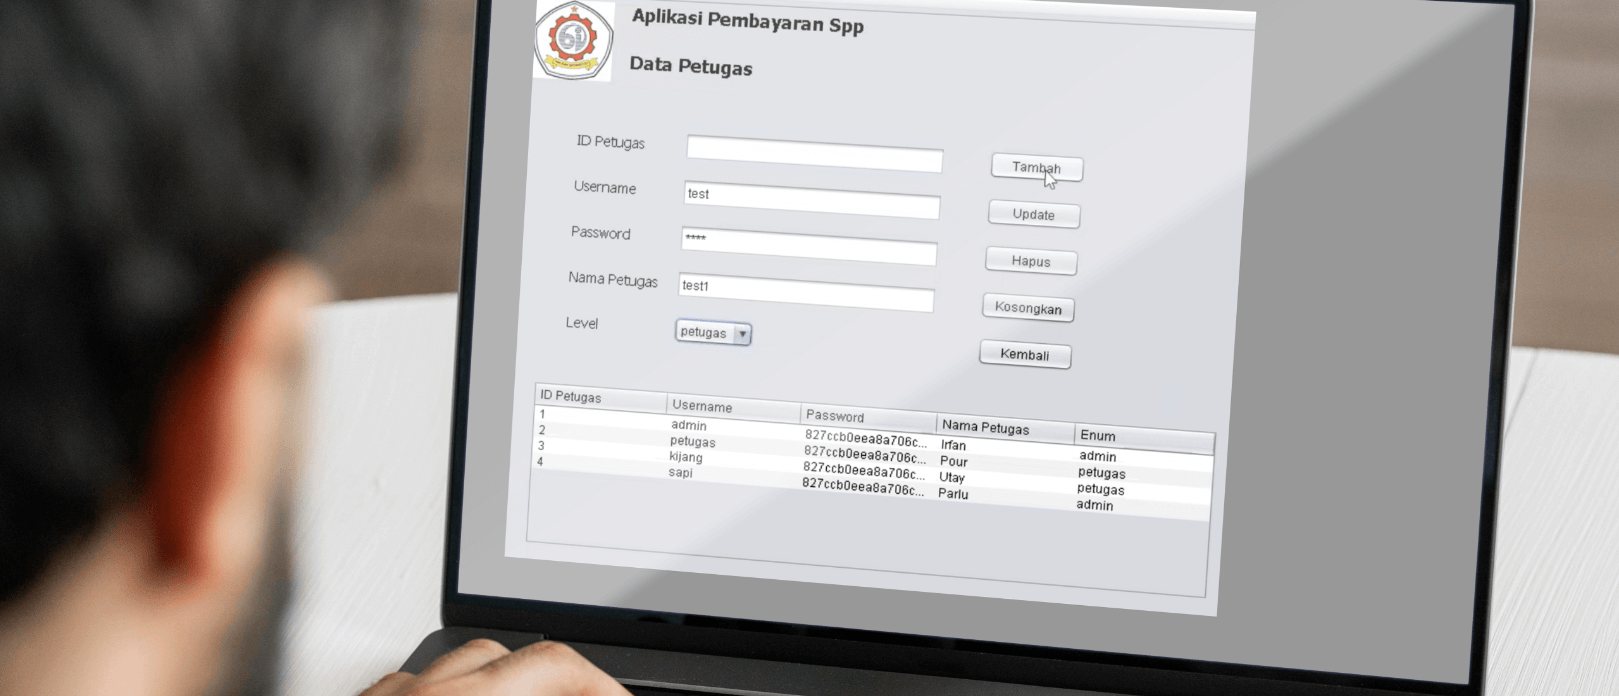 Aplikasi Pembayaran Spp
Data Petugas
ID Petugas
Tambah
Username test
Update
Password ****
Hapus
Nama Petugas test1
Kosongkan
Level petugas
Kembali
ID Petugas Username Password Nama Petugas Enum
1 admin 827ccb0eea8a706c... Irfan admin
2 petugas 827ccb0eea8a706c... Pour petugas
3 kijang 827ccb0eea8a706c... Utay petugas
4 sapi 827ccb0eea8a706c... Parlu admin